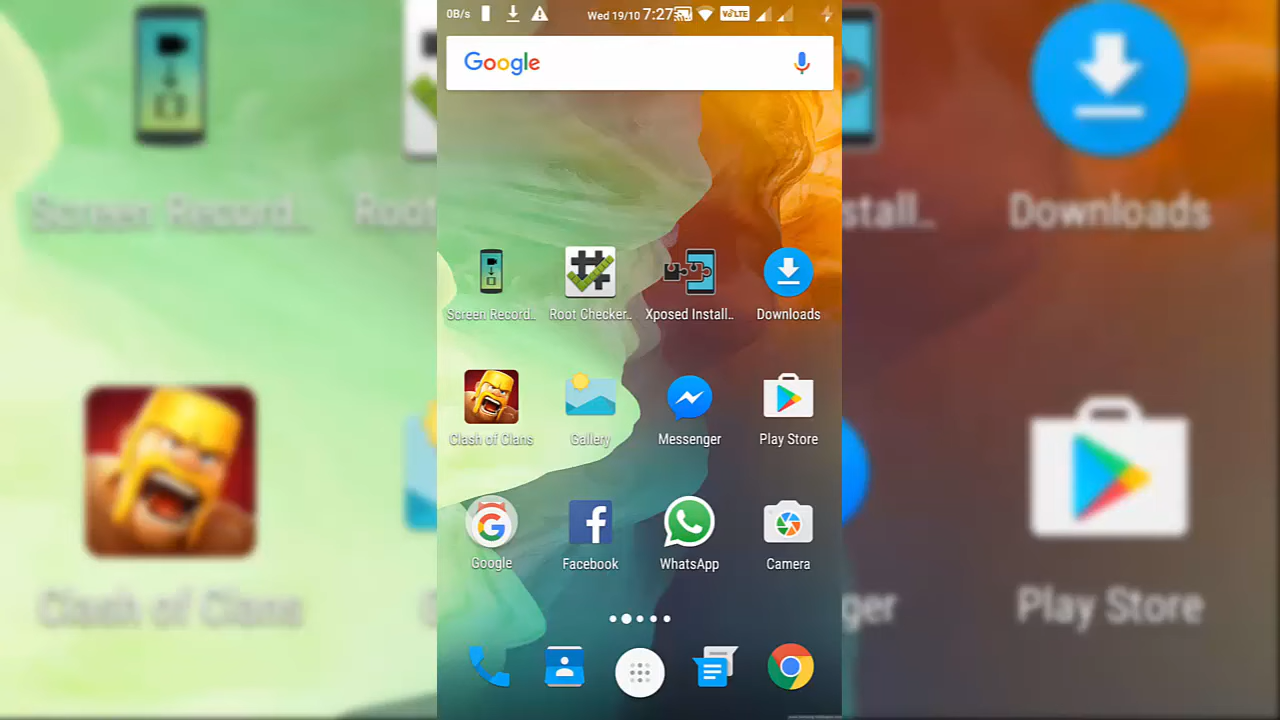 0B/s Wed 19/10 7:27 VoLTE
Google
Screen Record.. Root Checker.. Xposed Install.. Downloads
Clash of Clans Gallery Messenger Play Store
Google Facebook WhatsApp Camera
Screen Record.. Root
stall.. Downloads
Clash of Clans
ger Play Store